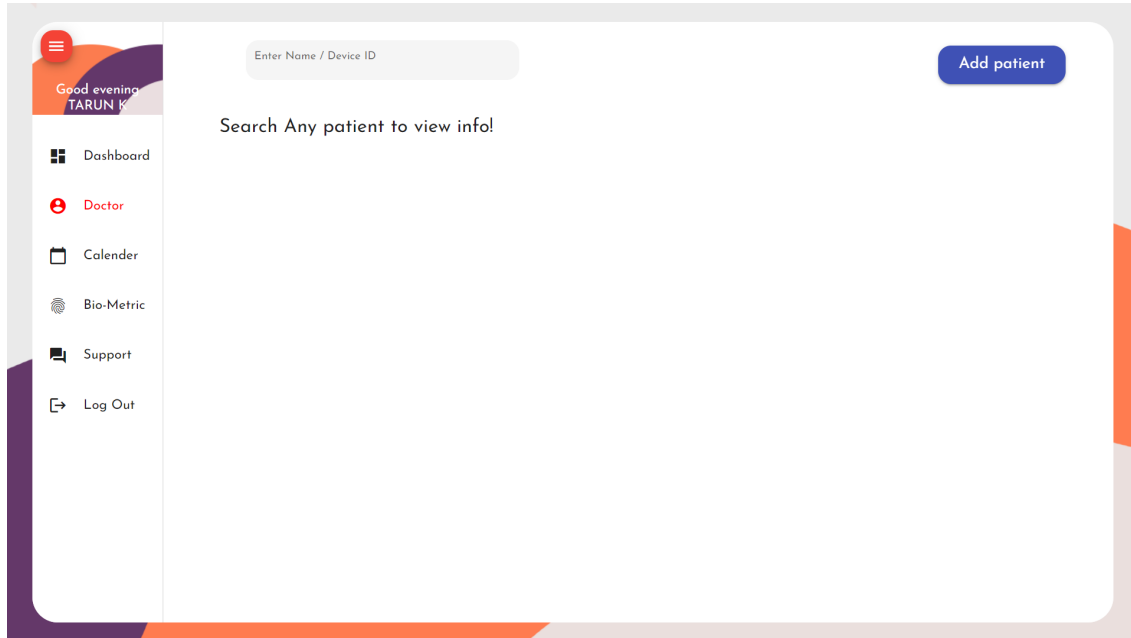 Enter Name / Device ID
Add patient
Good evening
TARUN K
Search Any patient to view info!
Dashboard
Doctor
Calender
Bio-Metric
Support
Log Out